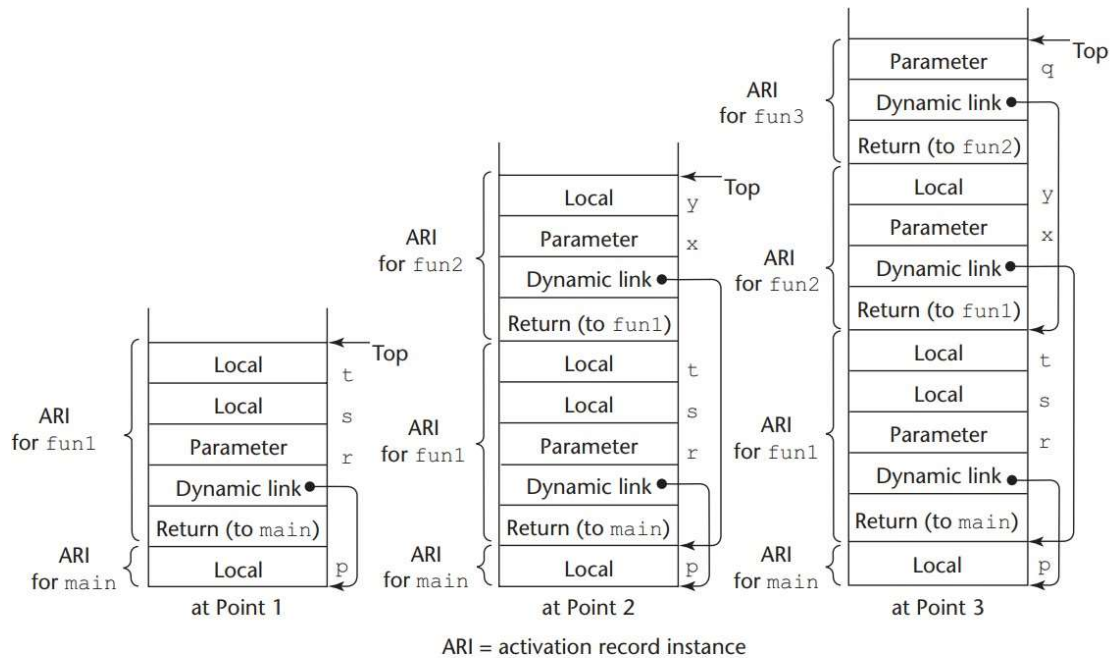 Top
Local
t
Local
s
ARI
for fun1
Parameter
r
Dynamic link
Return (to main)
ARI
for main
Local
p
at Point 1
Top
Local
y
ARI
for fun2
Parameter
x
Dynamic link
Return (to fun1)
Local
t
Local
s
ARI
for fun1
Parameter
r
Dynamic link
Return (to main)
ARI
for main
Local
p
at Point 2
Top
Parameter
q
ARI
for fun3
Dynamic link
Return (to fun2)
Local
y
Parameter
x
ARI
for fun2
Dynamic link
Return (to fun1)
Local
t
Local
s
ARI
for fun1
Parameter
r
Dynamic link
Return (to main)
ARI
for main
Local
p
at Point 3
ARI = activation record instance